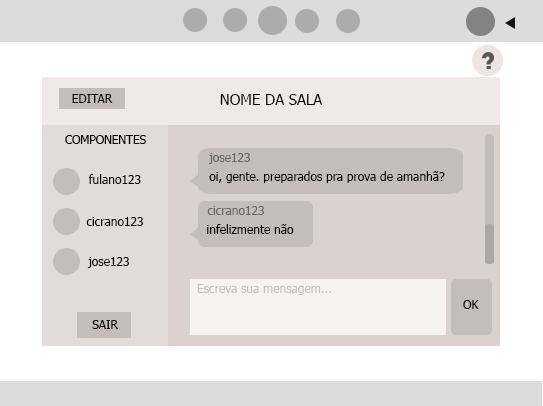 ?
EDITAR
NOME DA SALA
COMPONENTES
fulano123
cicrano123
jose123
SAIR
jose123
oi, gente. preparados pra prova de amanhã?
cicrano123
infelizmente não
Escreva sua mensagem...
OK